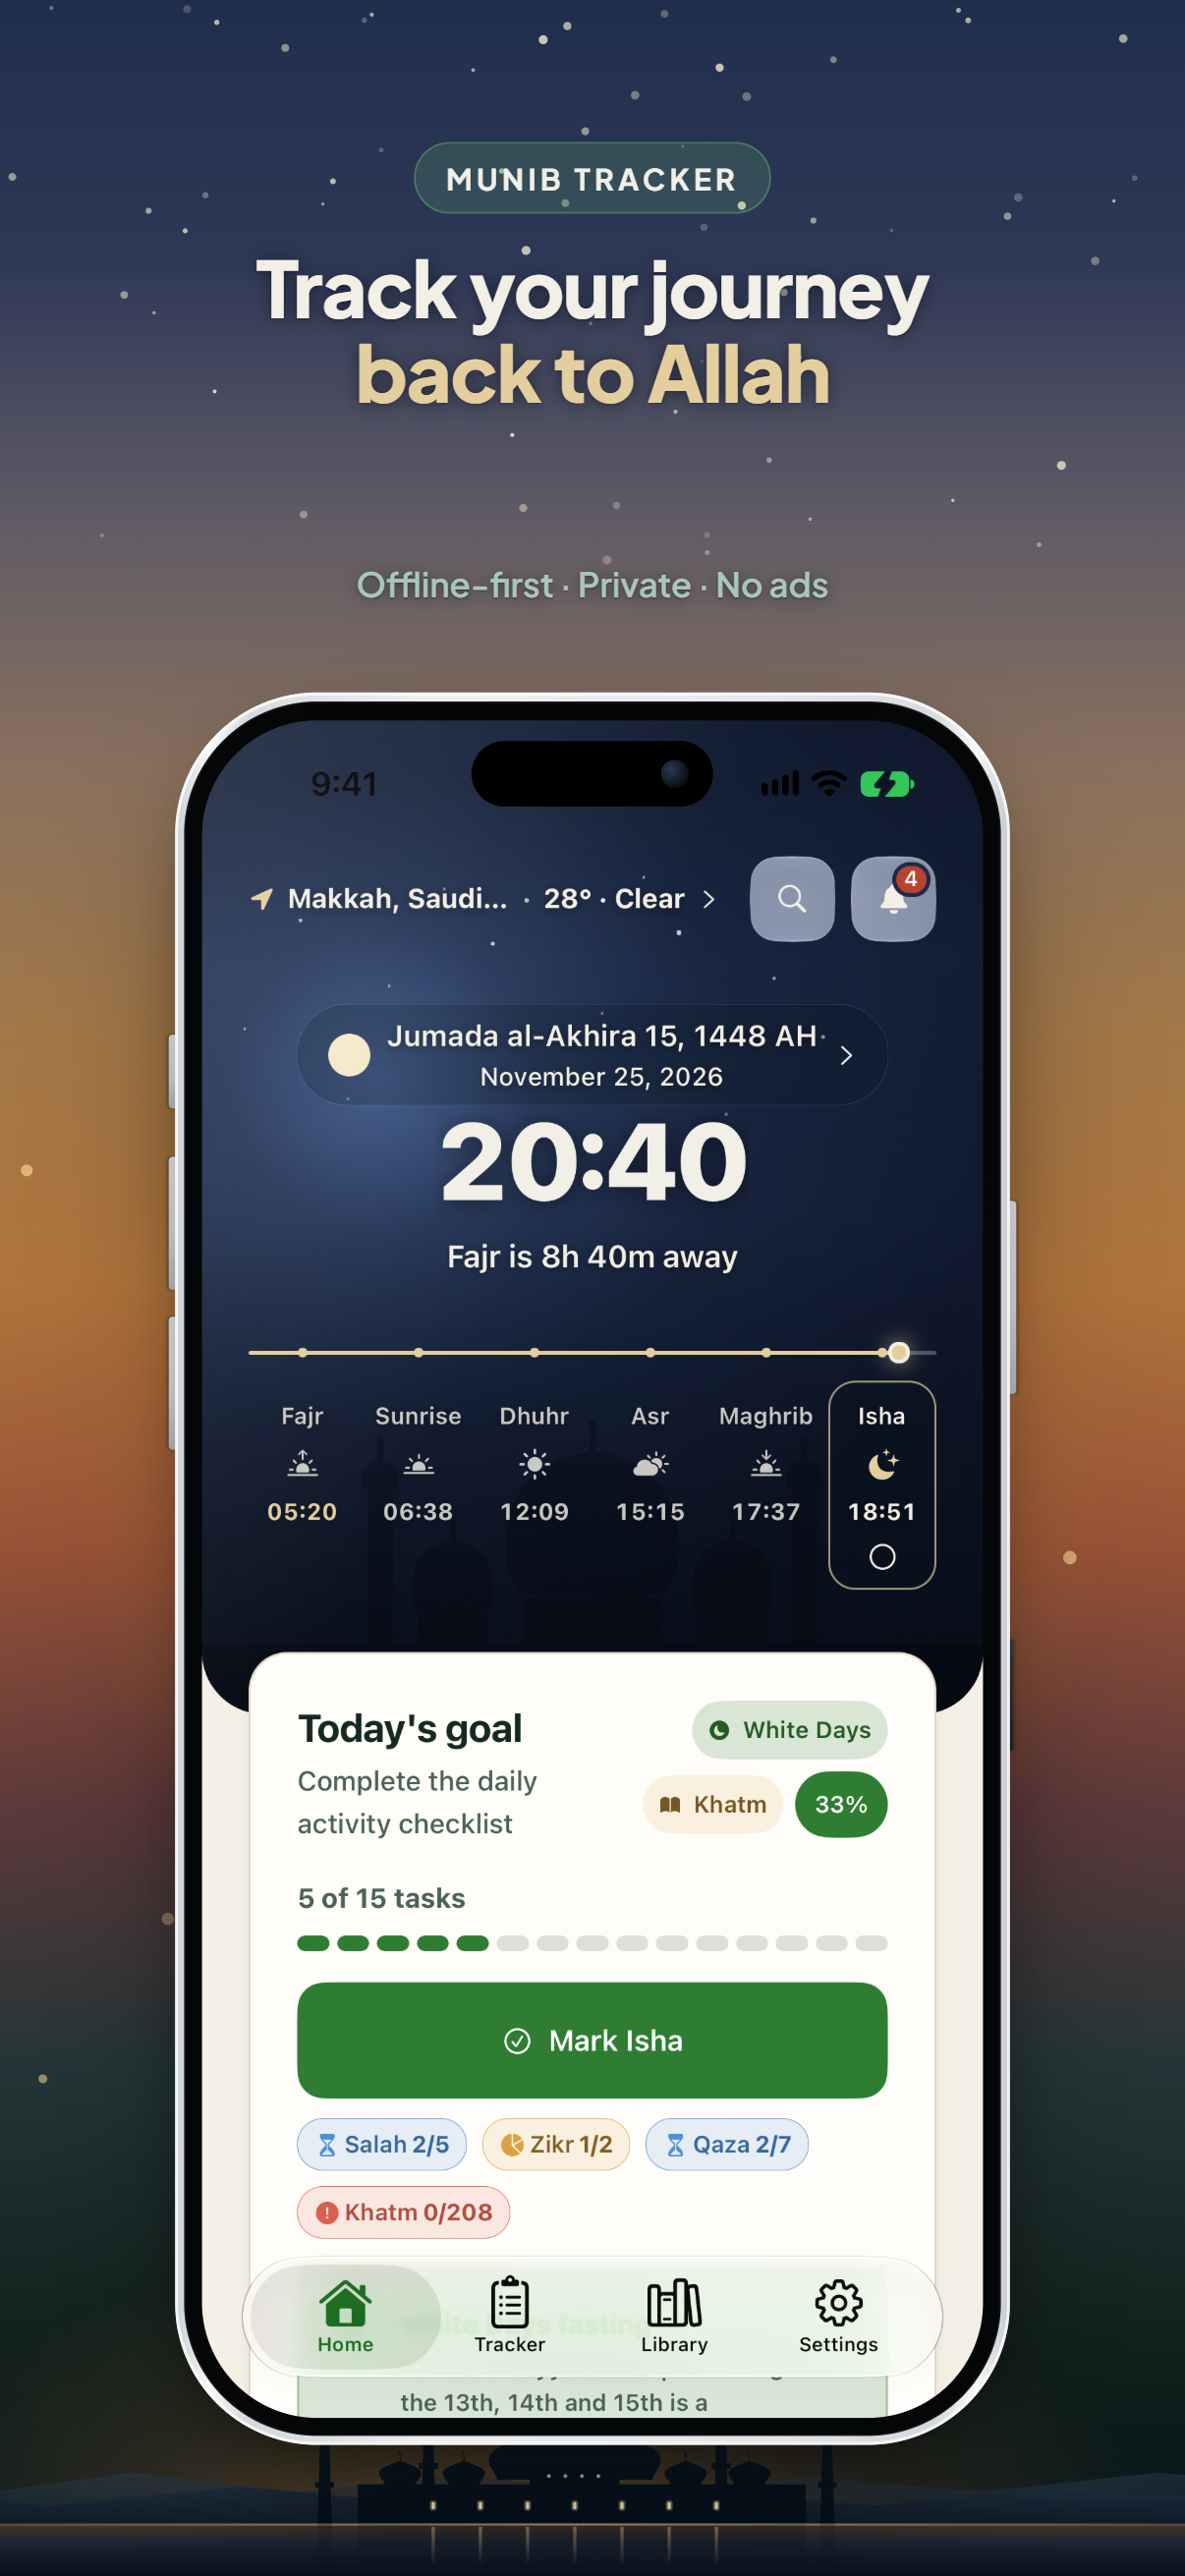 MUNIB TRACKER
Track your journey
back to Allah
Offline-first · Private · No ads
9:41
Makkah, Saudi... · 28° · Clear
4
Jumada al-Akhira 15, 1448 AH
November 25, 2026
20:40
Fajr is 8h 40m away
Fajr Sunrise Dhuhr Asr Maghrib Isha
05:20 06:38 12:09 15:15 17:37 18:51
Today's goal
White Days
Complete the daily
activity checklist
Khatm 33%
5 of 15 tasks
Mark Isha
Salah 2/5 Zikr 1/2 Qaza 2/7
Khatm 0/208
fasting
Home Tracker Library Settings
the 13th, 14th and 15th is a